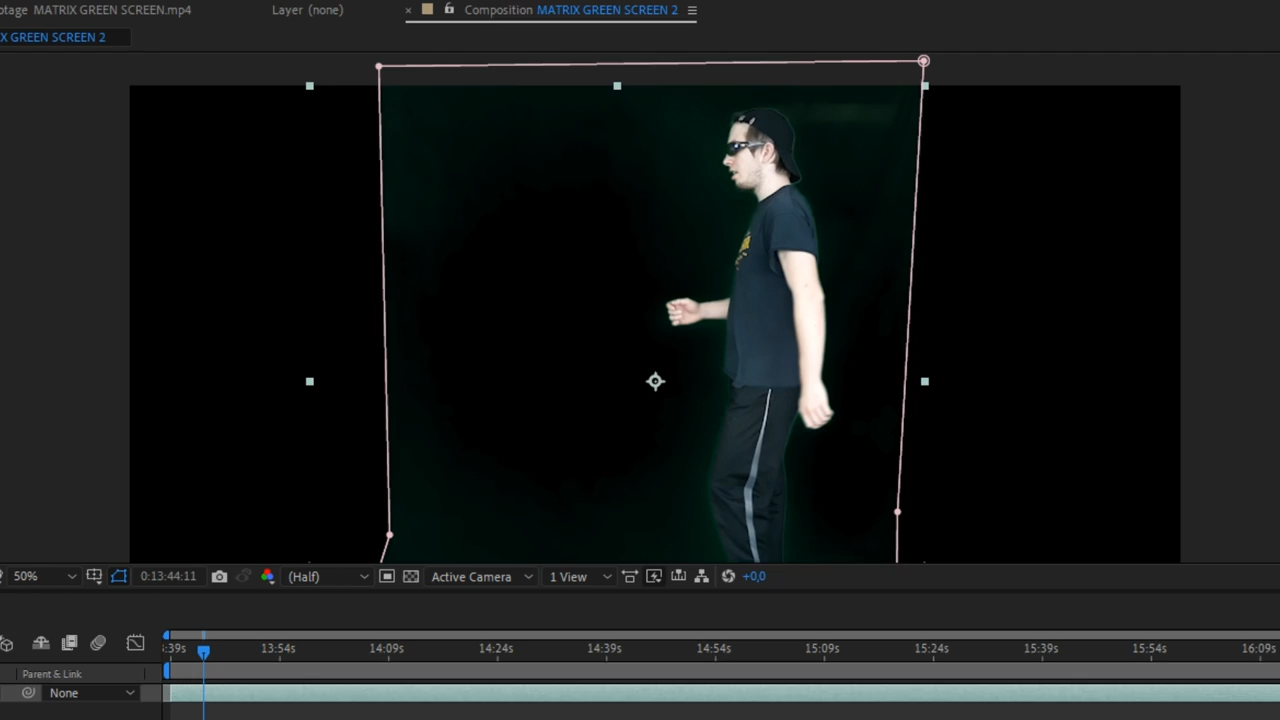 otage MATRIX GREEN SCREEN.mp4 Layer (none) × Composition MATRIX GREEN SCREEN 2
X GREEN SCREEN 2
50% 0:13:44:11 (Half) Active Camera 1 View +0,0
:39s 13:54s 14:09s 14:24s 14:39s 14:54s 15:09s 15:24s 15:39s 15:54s 16:09s
Parent & Link
None